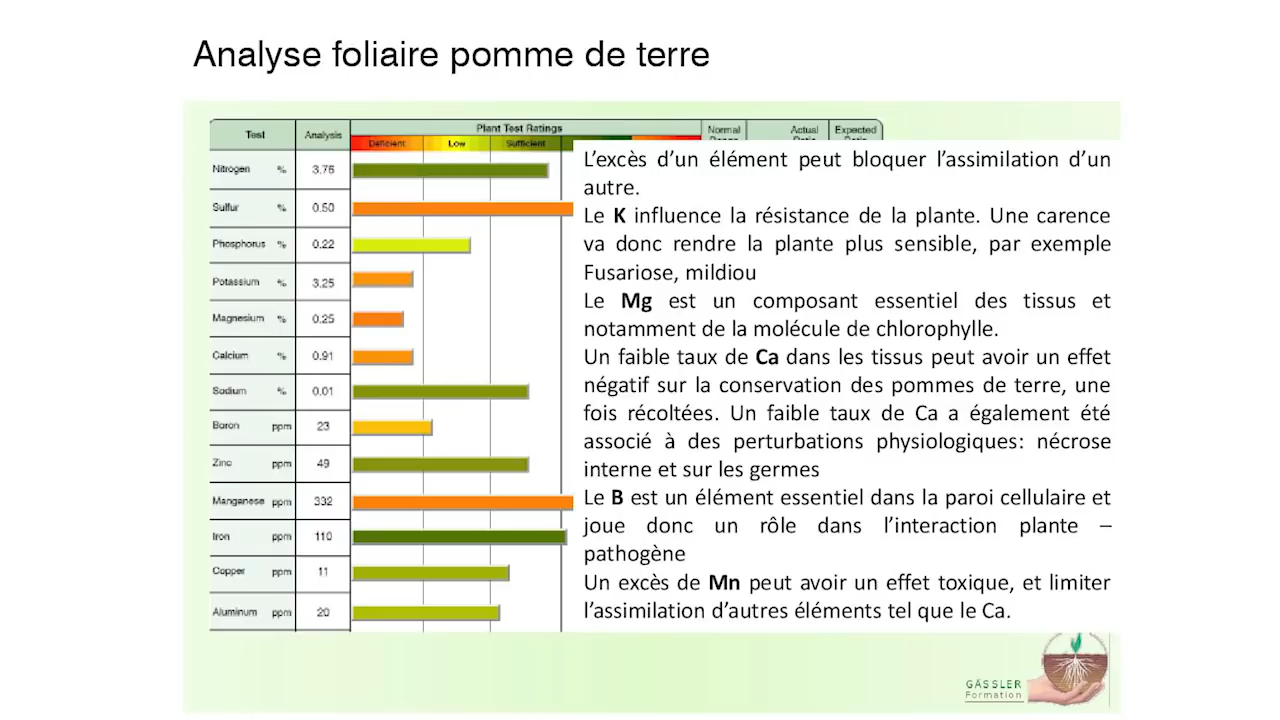 Analyse foliaire pomme de terre
Test Analysis Plant Test Ratings Normal Actual Expected
Deficient Low Sufficient
Nitrogen % 3.76
Sulfur % 0.50
Phosphorus % 0.22
Potassium % 3.25
Magnesium % 0.25
Calcium % 0.91
Sodium % 0.01
Boron ppm 23
Zinc ppm 49
Manganese ppm 332
Iron ppm 110
Copper ppm 11
Aluminum ppm 20
L’excès d’un élément peut bloquer l’assimilation d’un
autre.
Le K influence la résistance de la plante. Une carence
va donc rendre la plante plus sensible, par exemple
Fusariose, mildiou
Le Mg est un composant essentiel des tissus et
notamment de la molécule de chlorophylle.
Un faible taux de Ca dans les tissus peut avoir un effet
négatif sur la conservation des pommes de terre, une
fois récoltées. Un faible taux de Ca a également été
associé à des perturbations physiologiques: nécrose
interne et sur les germes
Le B est un élément essentiel dans la paroi cellulaire et
joue donc un rôle dans l’interaction plante –
pathogène
Un excès de Mn peut avoir un effet toxique, et limiter
l’assimilation d’autres éléments tel que le Ca.
GÄSSLER
Formation